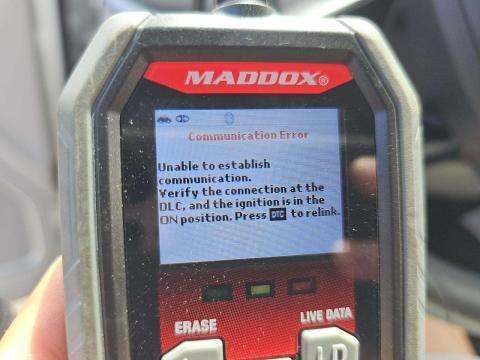 MADDOX®
Communication Error
Unable to establish
communication.
Verify the connection at the
DLC, and the ignition is in the
ON position. Press DTC to relink.
ERASE
LIVE DATA